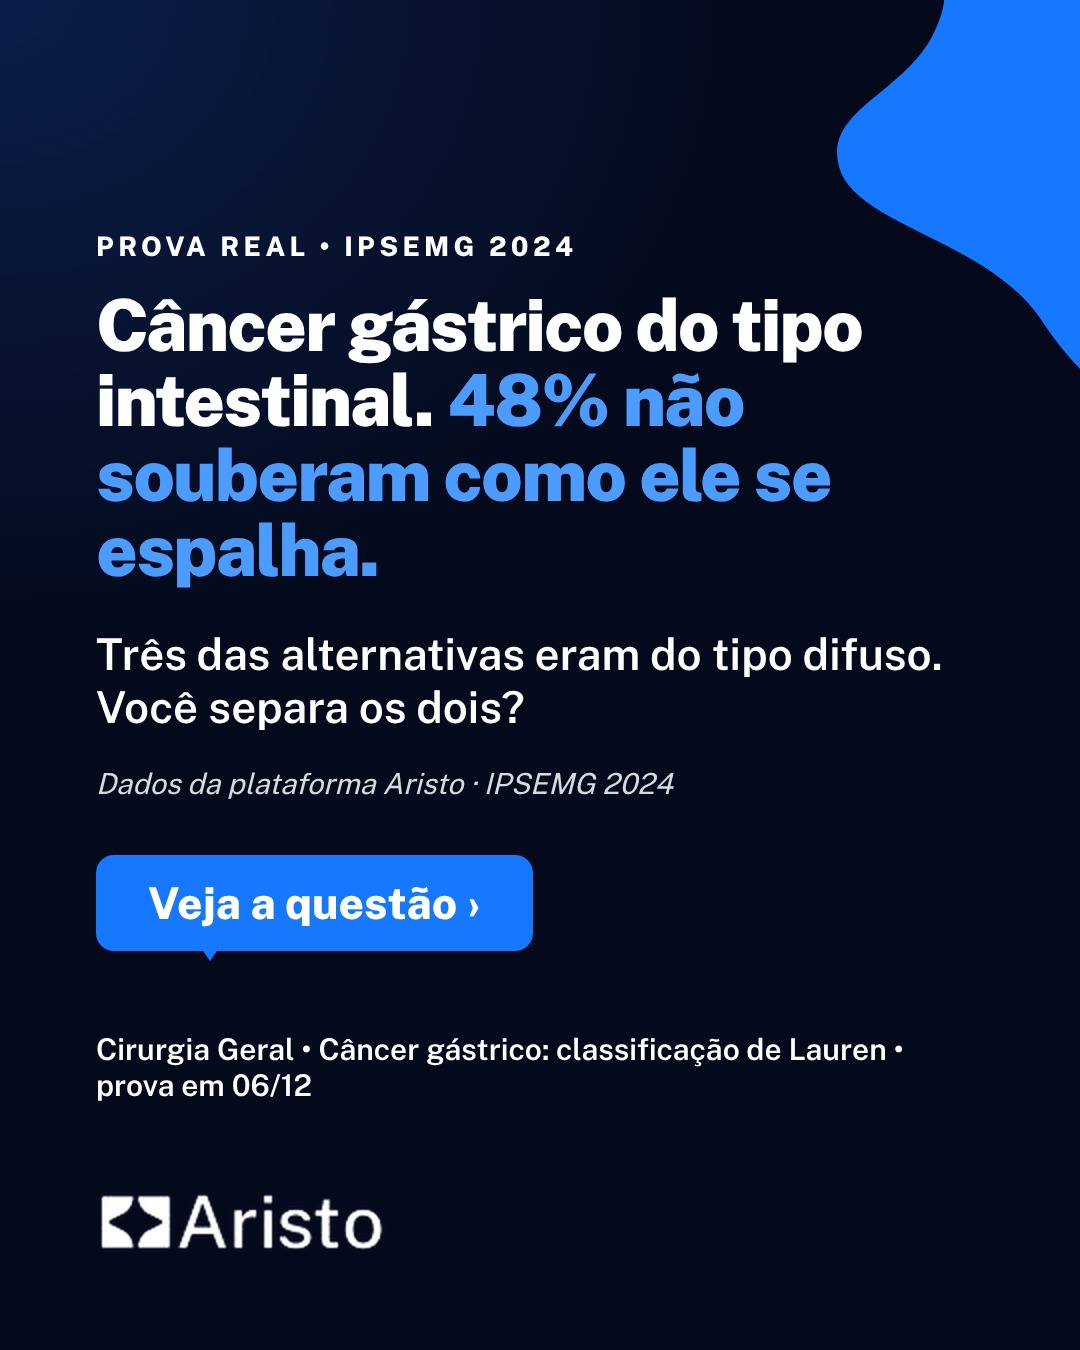 PROVA REAL • IPSEMG 2024
Câncer gástrico do tipo
intestinal. 48% não
souberam como ele se
espalha.
Três das alternativas eram do tipo difuso.
Você separa os dois?
Dados da plataforma Aristo · IPSEMG 2024
Veja a questão ›
Cirurgia Geral • Câncer gástrico: classificação de Lauren •
prova em 06/12
Aristo